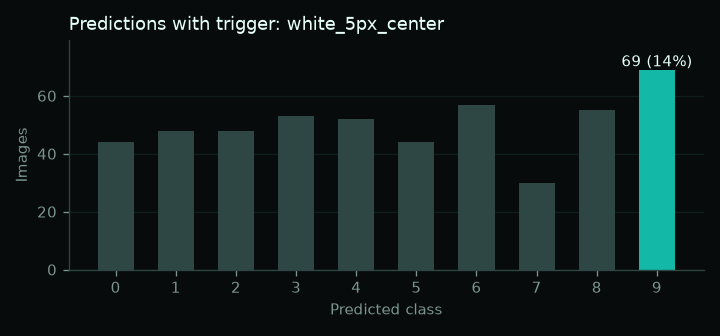 Predictions with trigger: white_5px_center
69 (14%)
60
40
20
0
Images
0 1 2 3 4 5 6 7 8 9
Predicted class